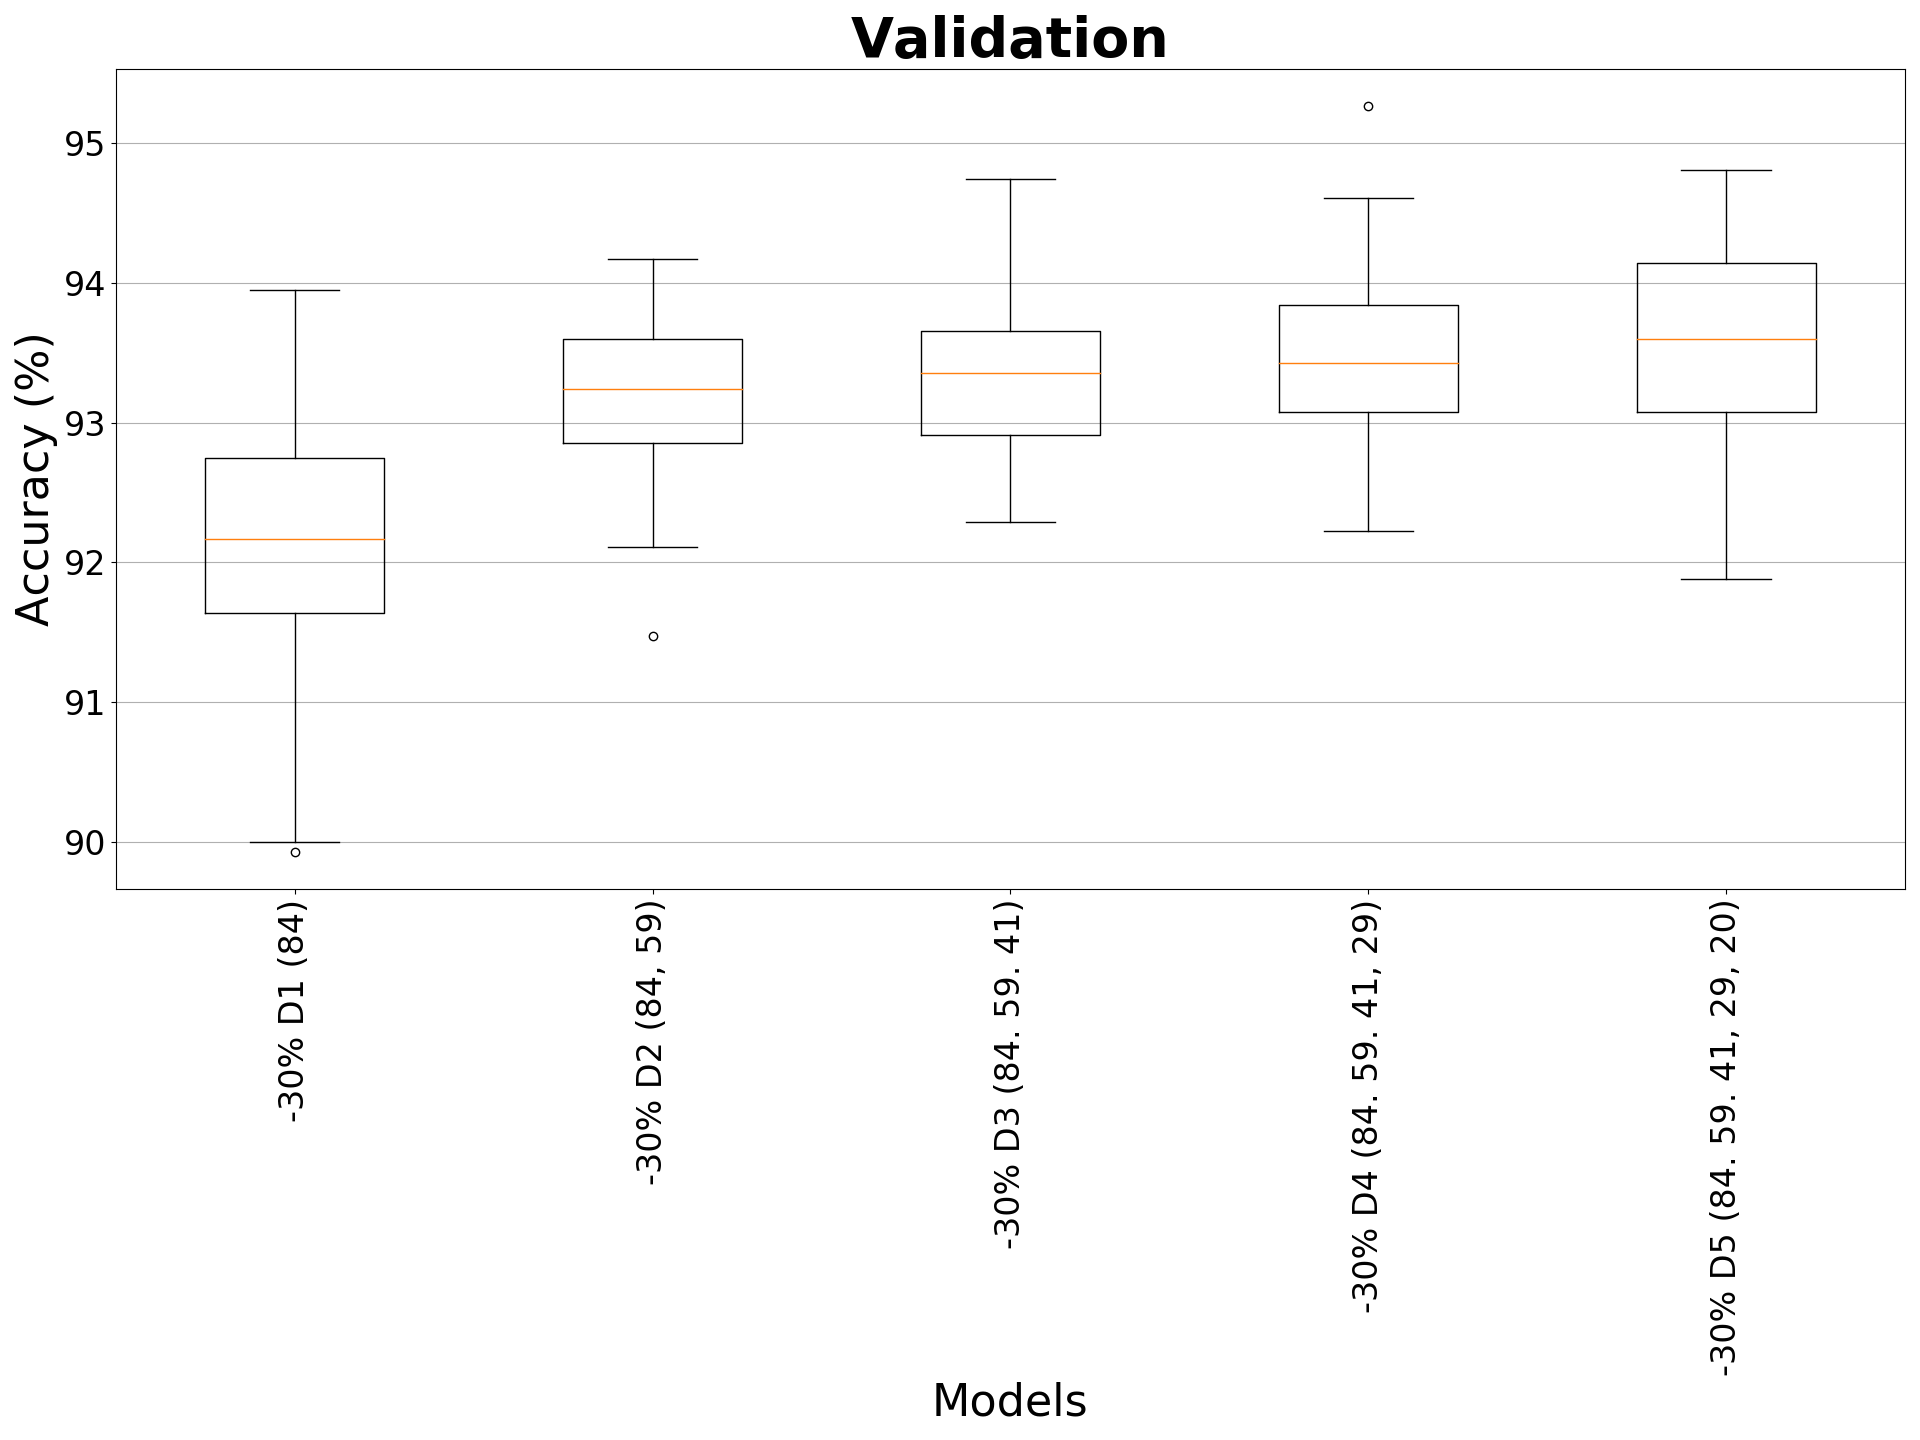 Validation
Accuracy (%)
95
94
93
92
91
90
-30% D1 (84)
-30% D2 (84, 59)
-30% D3 (84. 59. 41)
-30% D4 (84. 59. 41, 29)
-30% D5 (84. 59. 41, 29, 20)
Models